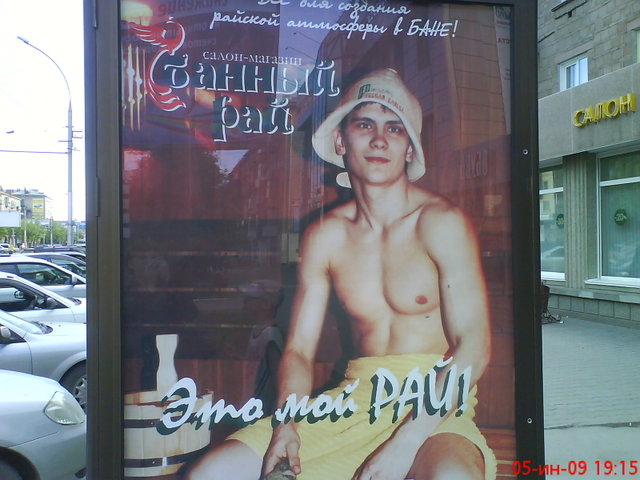 Всё для создания
райской атмосферы в БАНЕ!
салон-магазин
Банный
рай
САЛОН
Это мой РАЙ!
05-ин-09 19:15